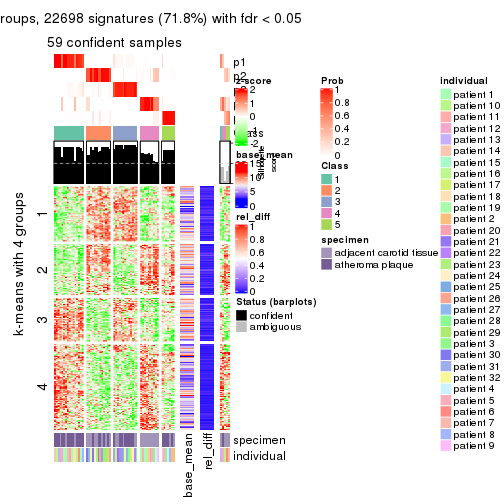 roups, 22698 signatures (71.8%) with fdr < 0.05
59 confident samples
p1
p2
z-score
2
1
0
-1
-2
base_mean
15
10
5
0
rel_diff
1
0.8
0.6
0.4
0.2
0
Status (barplots)
confident
ambiguous
Prob
1
0.8
0.6
0.4
0.2
0
Class
1
2
3
4
5
specimen
adjacent carotid tissue
atheroma plaque
individual
patient 1
patient 10
patient 11
patient 12
patient 13
patient 14
patient 15
patient 16
patient 17
patient 18
patient 19
patient 2
patient 20
patient 21
patient 22
patient 23
patient 24
patient 25
patient 26
patient 27
patient 28
patient 29
patient 3
patient 30
patient 31
patient 32
patient 4
patient 5
patient 6
patient 7
patient 8
patient 9
k-means with 4 groups
1
2
3
4
specimen
individual
base_mean
rel_diff